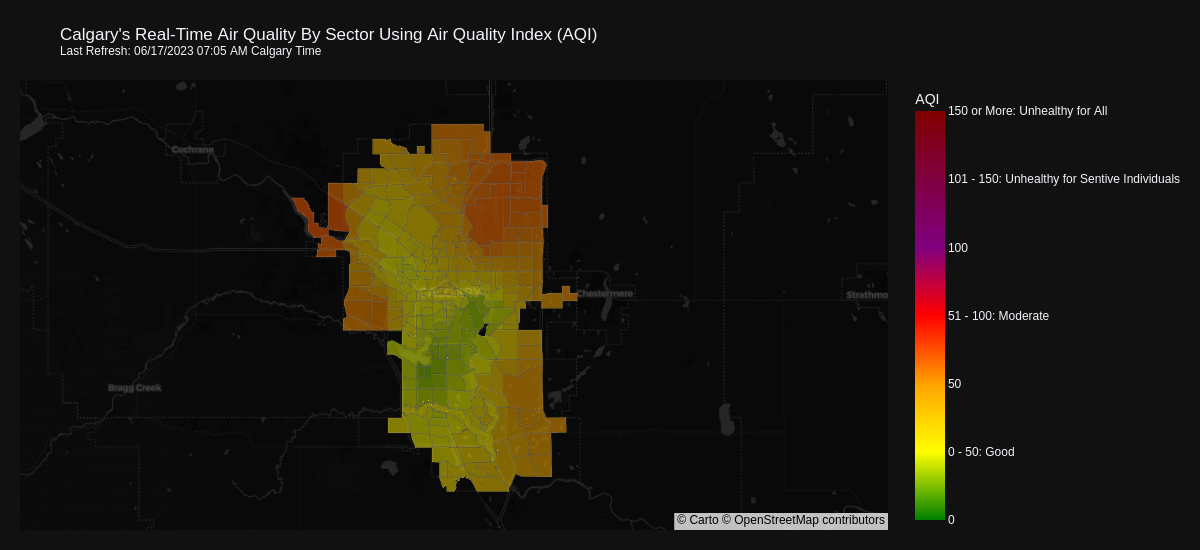 Calgary's Real-Time Air Quality By Sector Using Air Quality Index (AQI)
Last Refresh: 06/17/2023 07:05 AM Calgary Time
AQI
150 or More: Unhealthy for All
Cochrane
101 - 150: Unhealthy for Sentive Individuals
100
Chestermere
Strathmo
51 - 100: Moderate
50
Bragg Creek
0 - 50: Good
© Carto © OpenStreetMap contributors
0